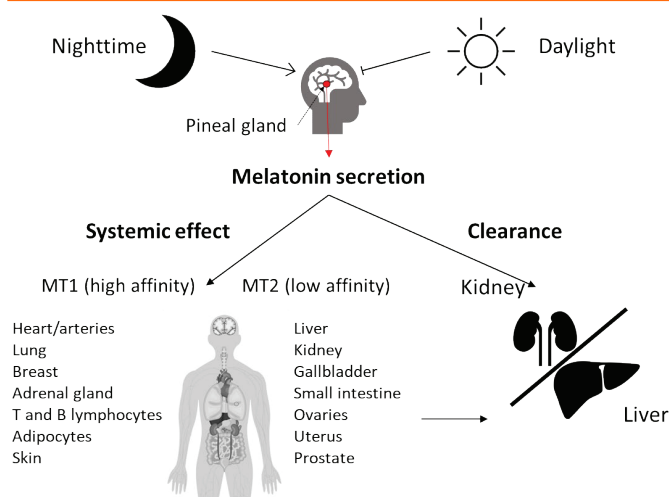 Nighttime
Daylight
Pineal gland
Melatonin secretion
Systemic effect
Clearance
MT1 (high affinity)
MT2 (low affinity)
Kidney
Heart/arteries
Lung
Breast
Adrenal gland
T and B lymphocytes
Adipocytes
Skin
Liver
Kidney
Gallbladder
Small intestine
Ovaries
Uterus
Prostate
Liver